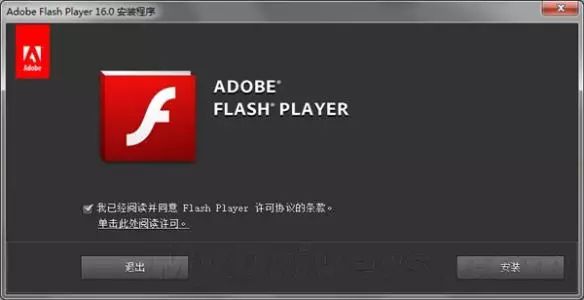 Adobe Flash Player 16.0 安装程序
Adobe
ADOBE®
FLASH® PLAYER
我已经阅读并同意 Flash Player 许可协议的条款。
单击此处阅读许可。
退出
安装